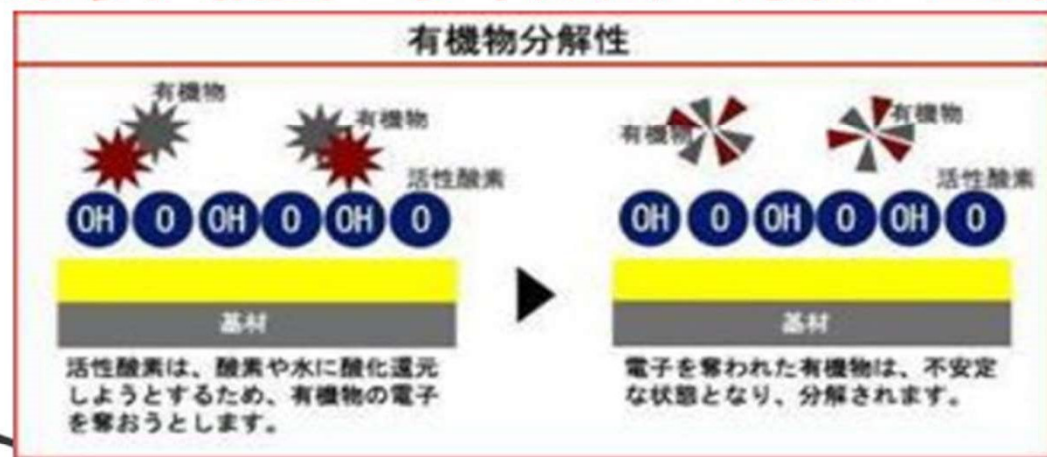 有機物分解性
有機物
有機物
活性酸素
OH O OH O OH O
基材
活性酸素は、酸素や水に酸化還元
しようとするため、有機物の電子
を奪おうとします。
有機物
有機物
活性酸素
OH O OH O OH O
基材
電子を奪われた有機物は、不安定
な状態となり、分解されます。